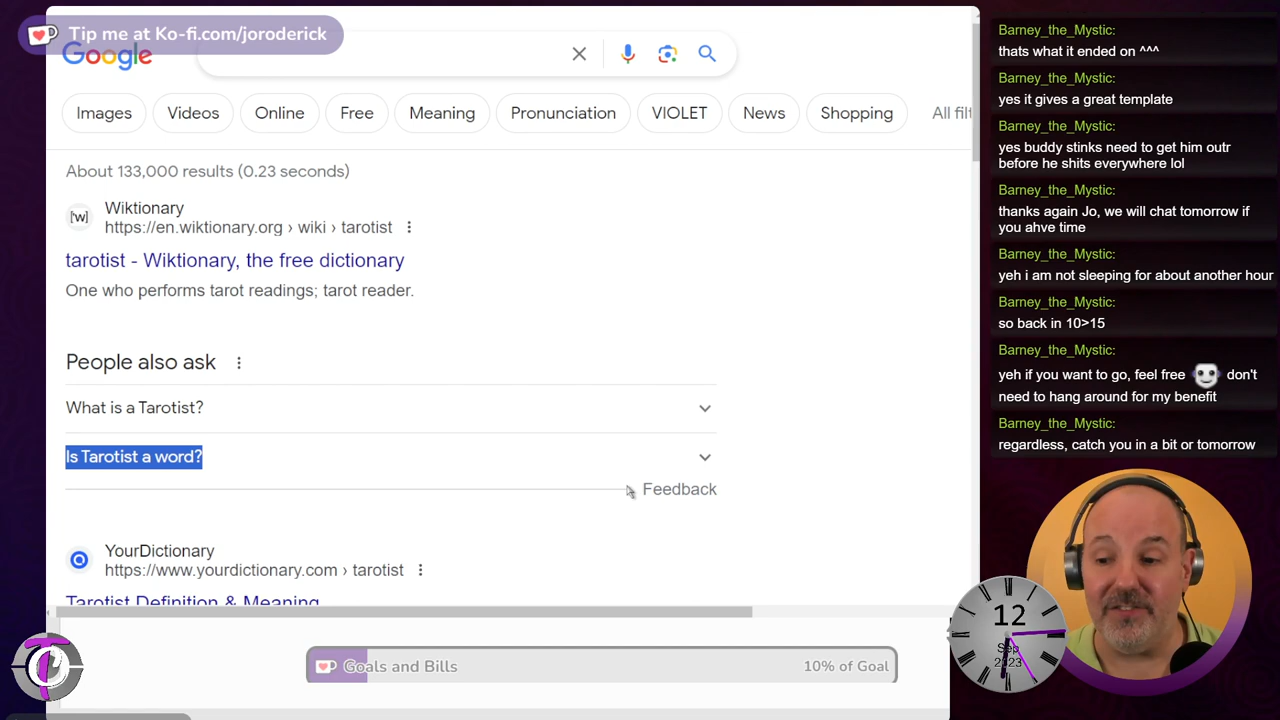 Tip me at Ko-fi.com/joroderick
Google
Images
Videos
Online
Free
Meaning
Pronunciation
VIOLET
News
Shopping
All filt
About 133,000 results (0.23 seconds)
[w]
Wiktionary
https://en.wiktionary.org › wiki › tarotist
tarotist - Wiktionary, the free dictionary
One who performs tarot readings; tarot reader.
People also ask
What is a Tarotist?
Is Tarotist a word?
Feedback
YourDictionary
https://www.yourdictionary.com › tarotist
Tarotist Definition & Meaning
Goals and Bills
10% of Goal
Barney_the_Mystic:
thats what it ended on ^^^
Barney_the_Mystic:
yes it gives a great template
Barney_the_Mystic:
yes buddy stinks need to get him outr
before he shits everywhere lol
Barney_the_Mystic:
thanks again Jo, we will chat tomorrow if
you ahve time
Barney_the_Mystic:
yeh i am not sleeping for about another hour
Barney_the_Mystic:
so back in 10>15
Barney_the_Mystic:
yeh if you want to go, feel free don't
need to hang around for my benefit
Barney_the_Mystic:
regardless, catch you in a bit or tomorrow
12
Sep
2023